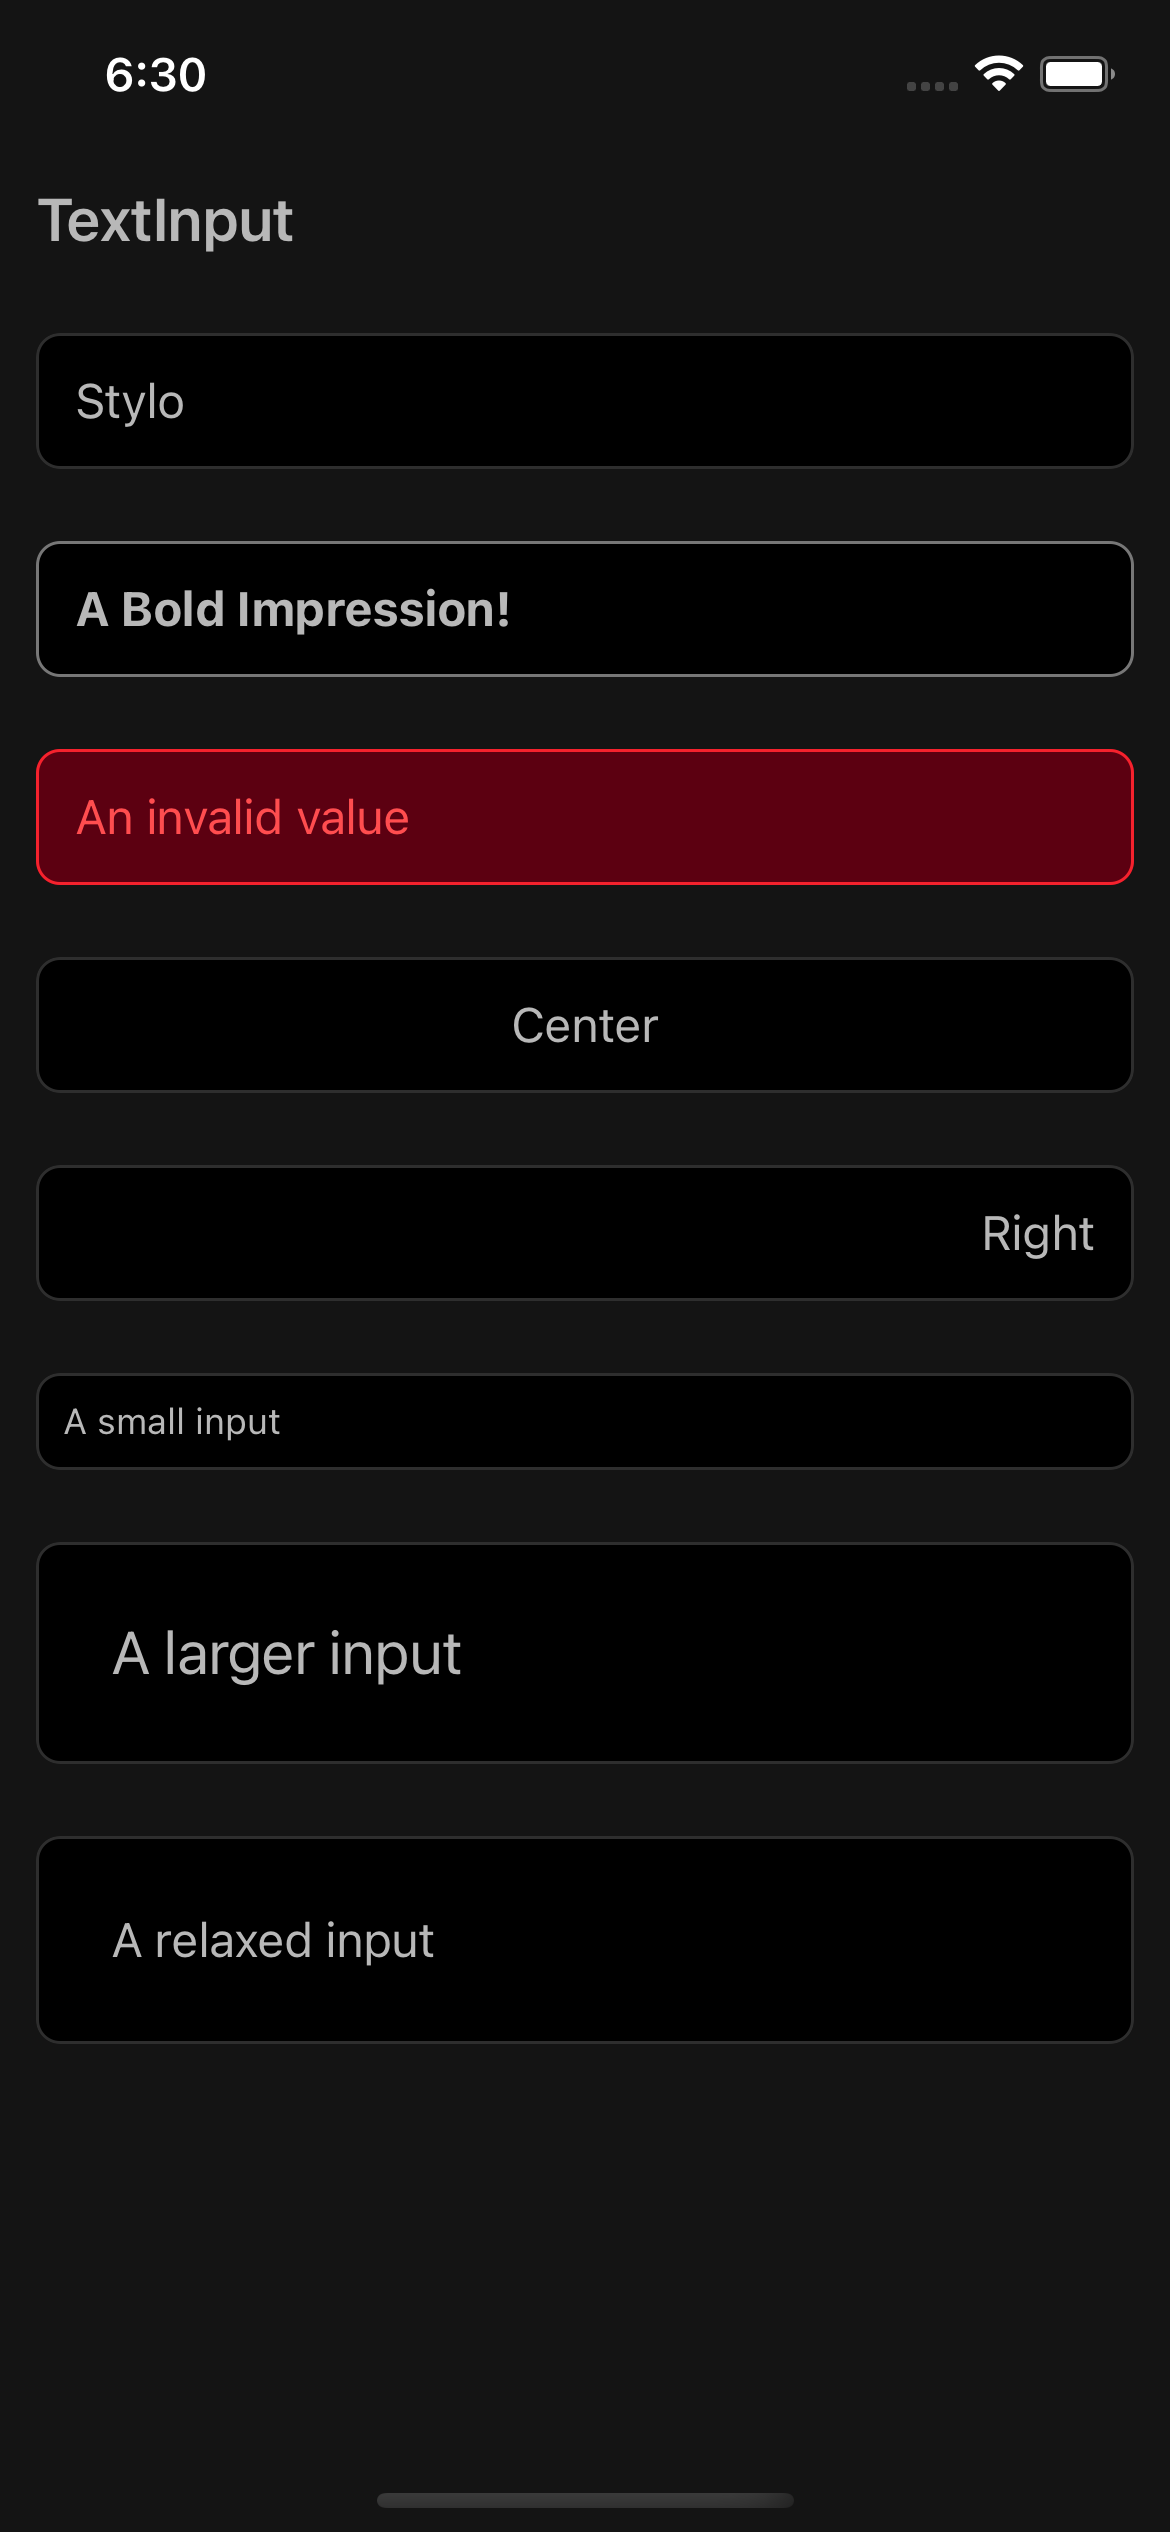 6:30
TextInput
Stylo
A Bold Impression!
An invalid value
Center
Right
A small input
A larger input
A relaxed input